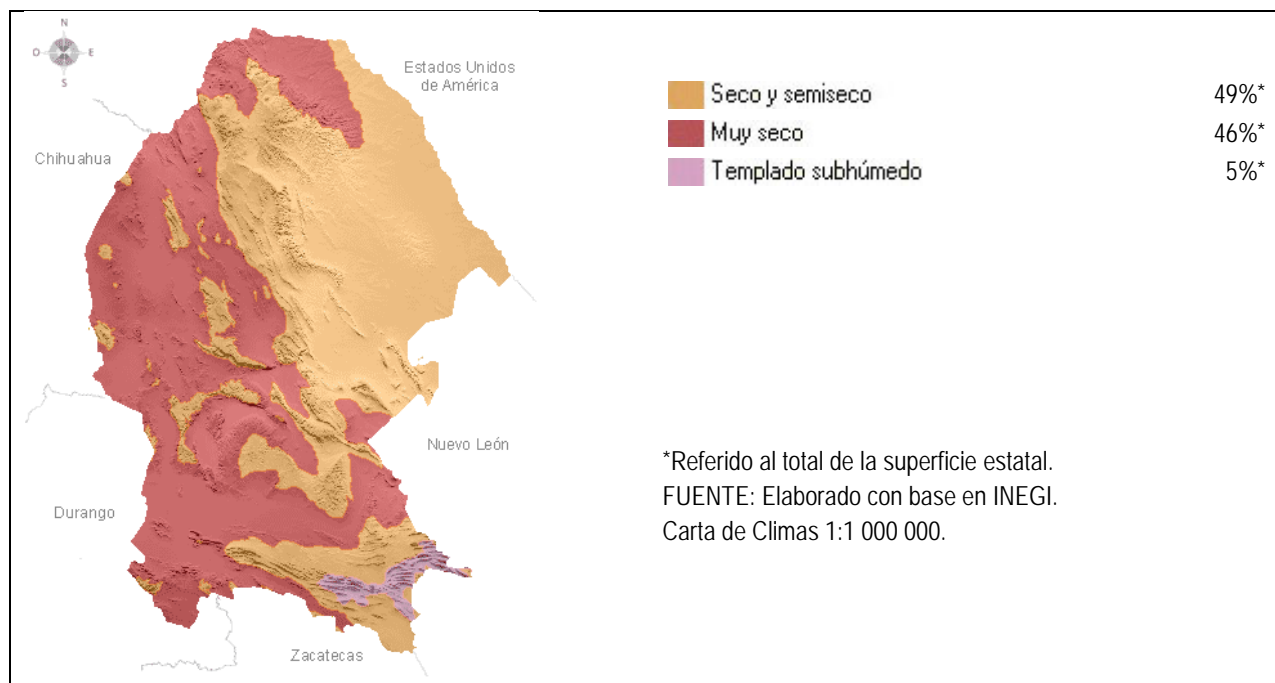 N
O
E
S
Estados Unidos
de América
Chihuahua
Nuevo León
Durango
Zacatecas
Seco y semiseco 49%*
Muy seco 46%*
Templado subhúmedo 5%*
*Referido al total de la superficie estatal.
FUENTE: Elaborado con base en INEGI.
Carta de Climas 1:1 000 000.